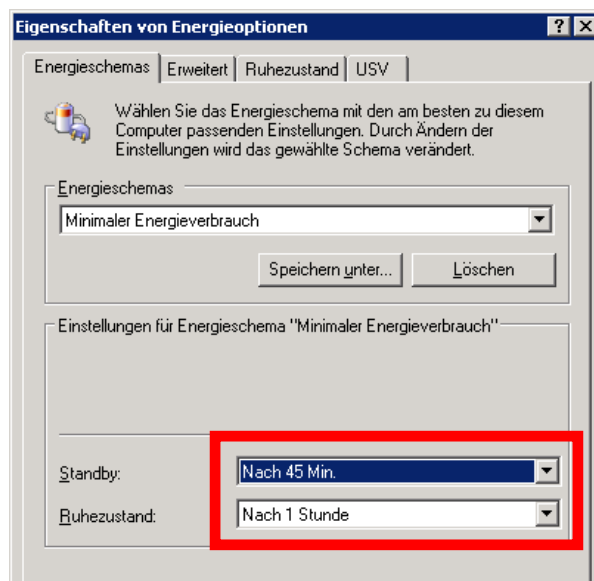 Eigenschaften von Energieoptionen
Energieschemas Erweitert Ruhezustand USV
Wählen Sie das Energieschema mit den am besten zu diesem
Computer passenden Einstellungen. Durch Ändern der
Einstellungen wird das gewählte Schema verändert.
Energieschemas
Minimaler Energieverbrauch
Speichern unter... Löschen
Einstellungen für Energieschema "Minimaler Energieverbrauch"
Standby: Nach 45 Min.
Ruhezustand: Nach 1 Stunde